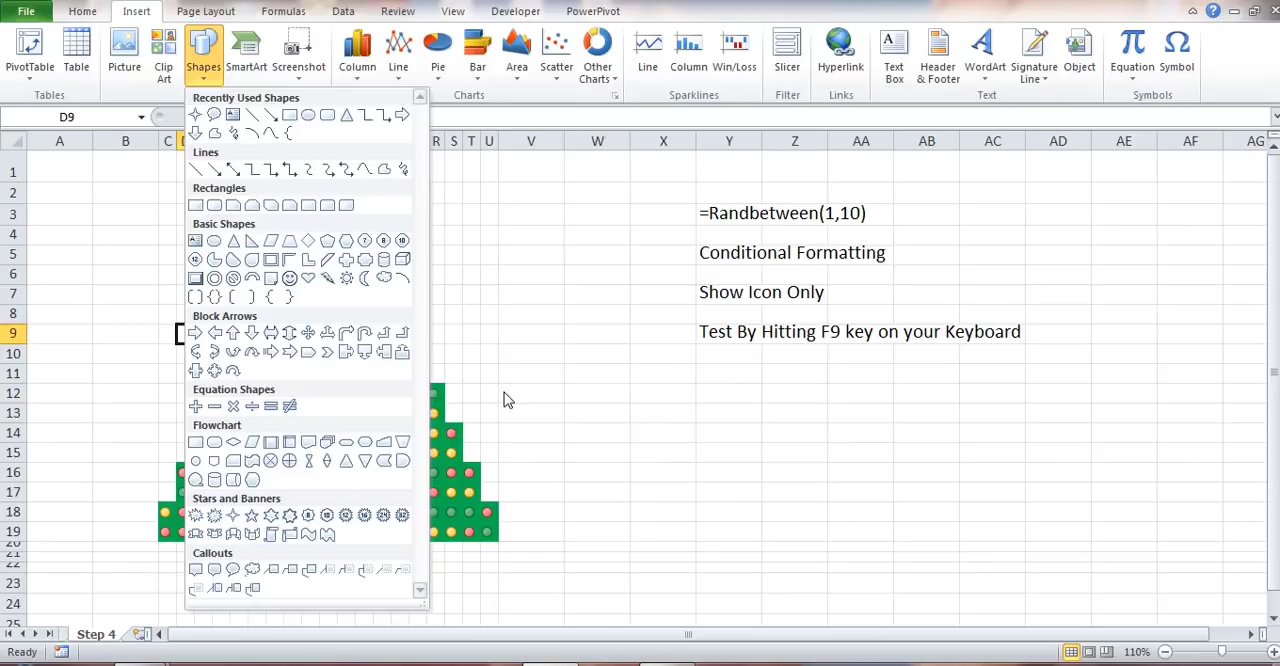 File Home Insert Page Layout Formulas Data Review View Developer PowerPivot
PivotTable Table Picture Clip Art Shapes SmartArt Screenshot Column Line Pie Bar Area Scatter Other Charts Line Column Win/Loss Slicer Hyperlink Text Box Header & Footer WordArt Signature Line Object Equation Symbol
Tables Charts Sparklines Filter Links Text Symbols
D9
A B C R S T U V W X Y Z AA AB AC AD AE AF AG
Recently Used Shapes
Lines
Rectangles
Basic Shapes
Block Arrows
Equation Shapes
Flowchart
Stars and Banners
Callouts
1
2
3 =Randbetween(1,10)
4
5 Conditional Formatting
6
7 Show Icon Only
8
9 Test By Hitting F9 key on your Keyboard
10
11
12
13
14
15
16
17
18
19
20
21
22
23
24
25
Step 4
Ready 110%